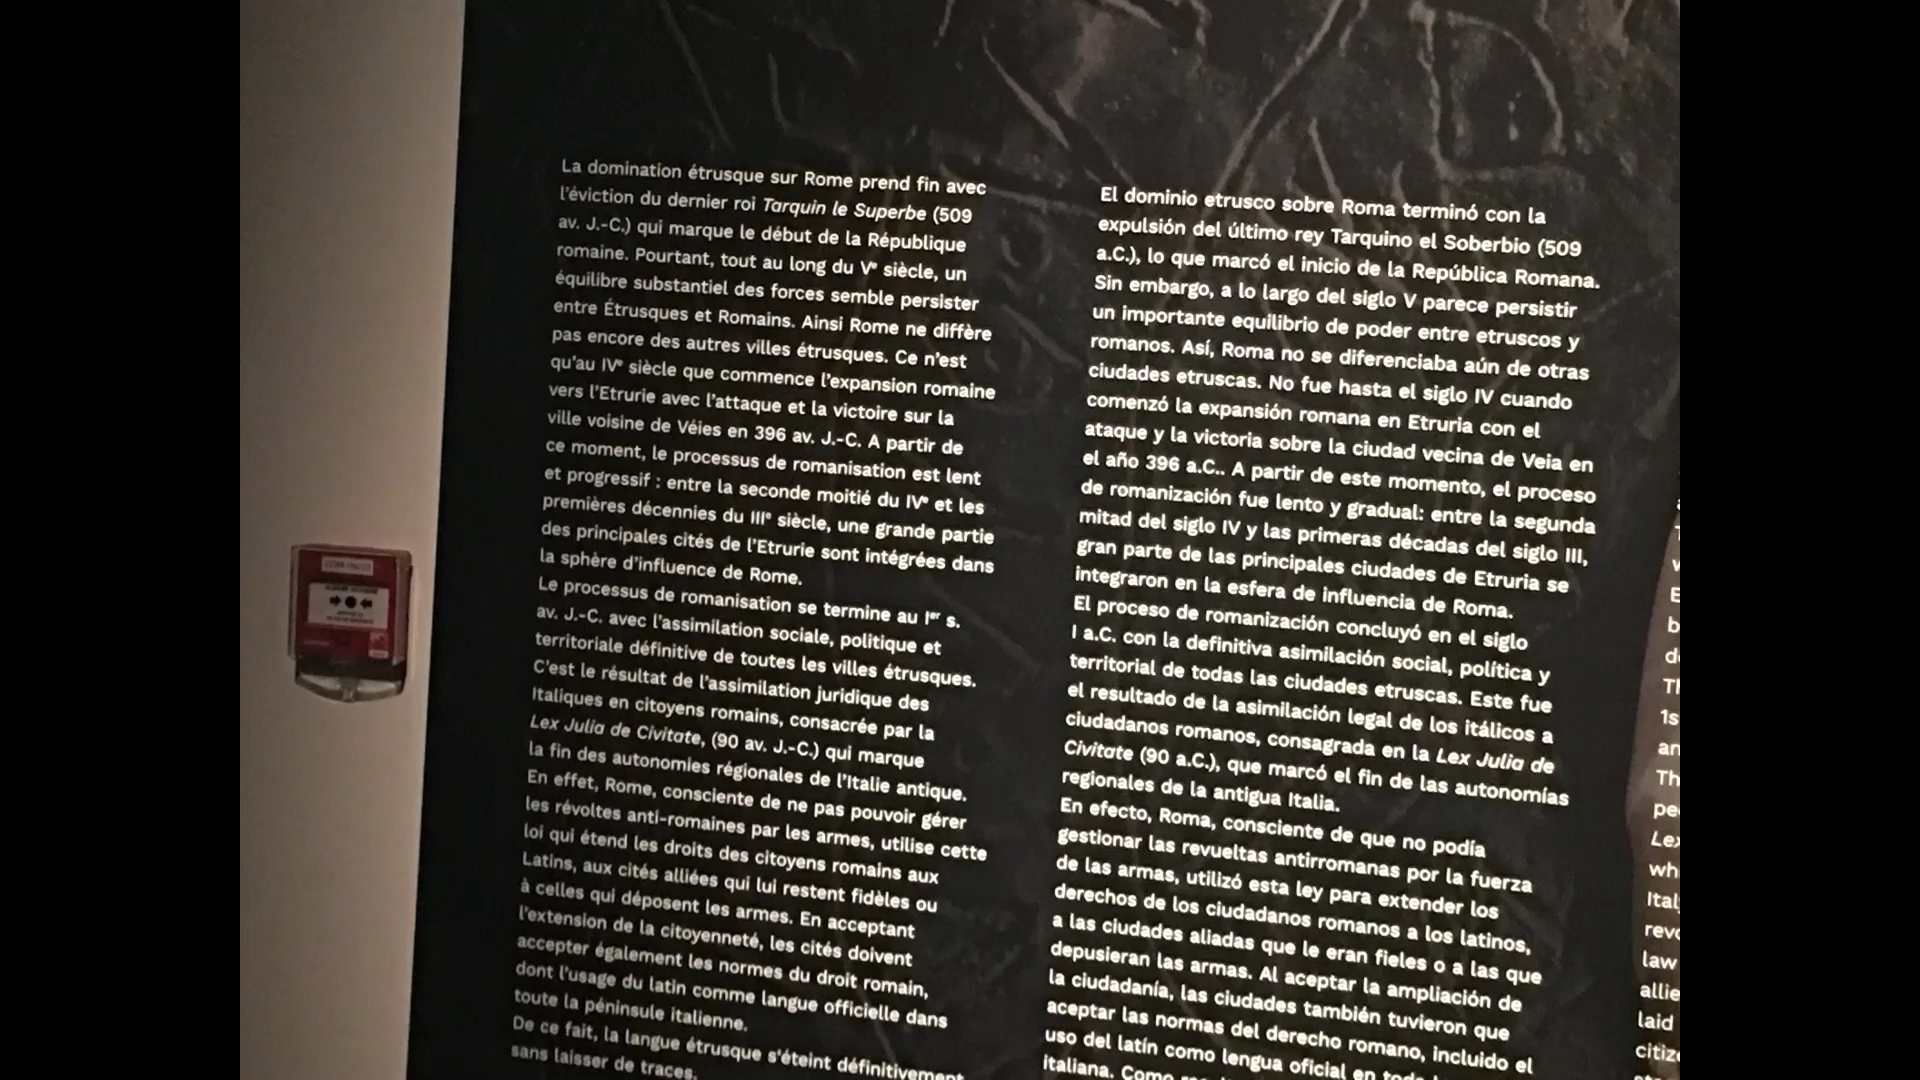 La domination étrusque sur Rome prend fin avec
l'éviction du dernier roi Tarquin le Superbe (509
av. J.-C.) qui marque le début de la République
romaine. Pourtant, tout au long du Vᵉ siècle, un
équilibre substantiel des forces semble persister
entre Étrusques et Romains. Ainsi Rome ne diffère
pas encore des autres villes étrusques. Ce n'est
qu'au IVᵉ siècle que commence l'expansion romaine
vers l'Etrurie avec l'attaque et la victoire sur la
ville voisine de Véies en 396 av. J.-C. A partir de
ce moment, le processus de romanisation est lent
et progressif : entre la seconde moitié du IVᵉ et les
premières décennies du IIIᵉ siècle, une grande partie
des principales cités de l'Etrurie sont intégrées dans
la sphère d'influence de Rome.
Le processus de romanisation se termine au Iᵉʳ s.
av. J.-C. avec l'assimilation sociale, politique et
territoriale définitive de toutes les villes étrusques.
C'est le résultat de l'assimilation juridique des
Italiques en citoyens romains, consacrée par la
Lex Julia de Civitate, (90 av. J.-C.) qui marque
la fin des autonomies régionales de l'Italie antique.
En effet, Rome, consciente de ne pas pouvoir gérer
les révoltes anti-romaines par les armes, utilise cette
loi qui étend les droits des citoyens romains aux
Latins, aux cités alliées qui lui restent fidèles ou
à celles qui déposent les armes. En acceptant
l'extension de la citoyenneté, les cités doivent
accepter également les normes du droit romain,
dont l'usage du latin comme langue officielle dans
toute la péninsule italienne.
De ce fait, la langue étrusque s'éteint définitivement
sans laisser de traces.
El dominio etrusco sobre Roma terminó con la
expulsión del último rey Tarquino el Soberbio (509
a.C.), lo que marcó el inicio de la República Romana.
Sin embargo, a lo largo del siglo V parece persistir
un importante equilibrio de poder entre etruscos y
romanos. Así, Roma no se diferenciaba aún de otras
ciudades etruscas. No fue hasta el siglo IV cuando
comenzó la expansión romana en Etruria con el
ataque y la victoria sobre la ciudad vecina de Veia en
el año 396 a.C.. A partir de este momento, el proceso
de romanización fue lento y gradual: entre la segunda
mitad del siglo IV y las primeras décadas del siglo III,
gran parte de las principales ciudades de Etruria se
integraron en la esfera de influencia de Roma.
El proceso de romanización concluyó en el siglo
I a.C. con la definitiva asimilación social, política y
territorial de todas las ciudades etruscas. Este fue
el resultado de la asimilación legal de los itálicos a
ciudadanos romanos, consagrada en la Lex Julia de
Civitate (90 a.C.), que marcó el fin de las autonomías
regionales de la antigua Italia.
En efecto, Roma, consciente de que no podía
gestionar las revueltas antirromanas por la fuerza
de las armas, utilizó esta ley para extender los
derechos de los ciudadanos romanos a los latinos,
a las ciudades aliadas que le eran fieles o a las que
depusieran las armas. Al aceptar la ampliación de
la ciudadanía, las ciudades también tuvieron que
aceptar las normas del derecho romano, incluido el
uso del latín como lengua oficial en
italiana. Como
Th
1s
an
Th
pe
Lex
wh
Ital
revo
law
allie
laid
citize